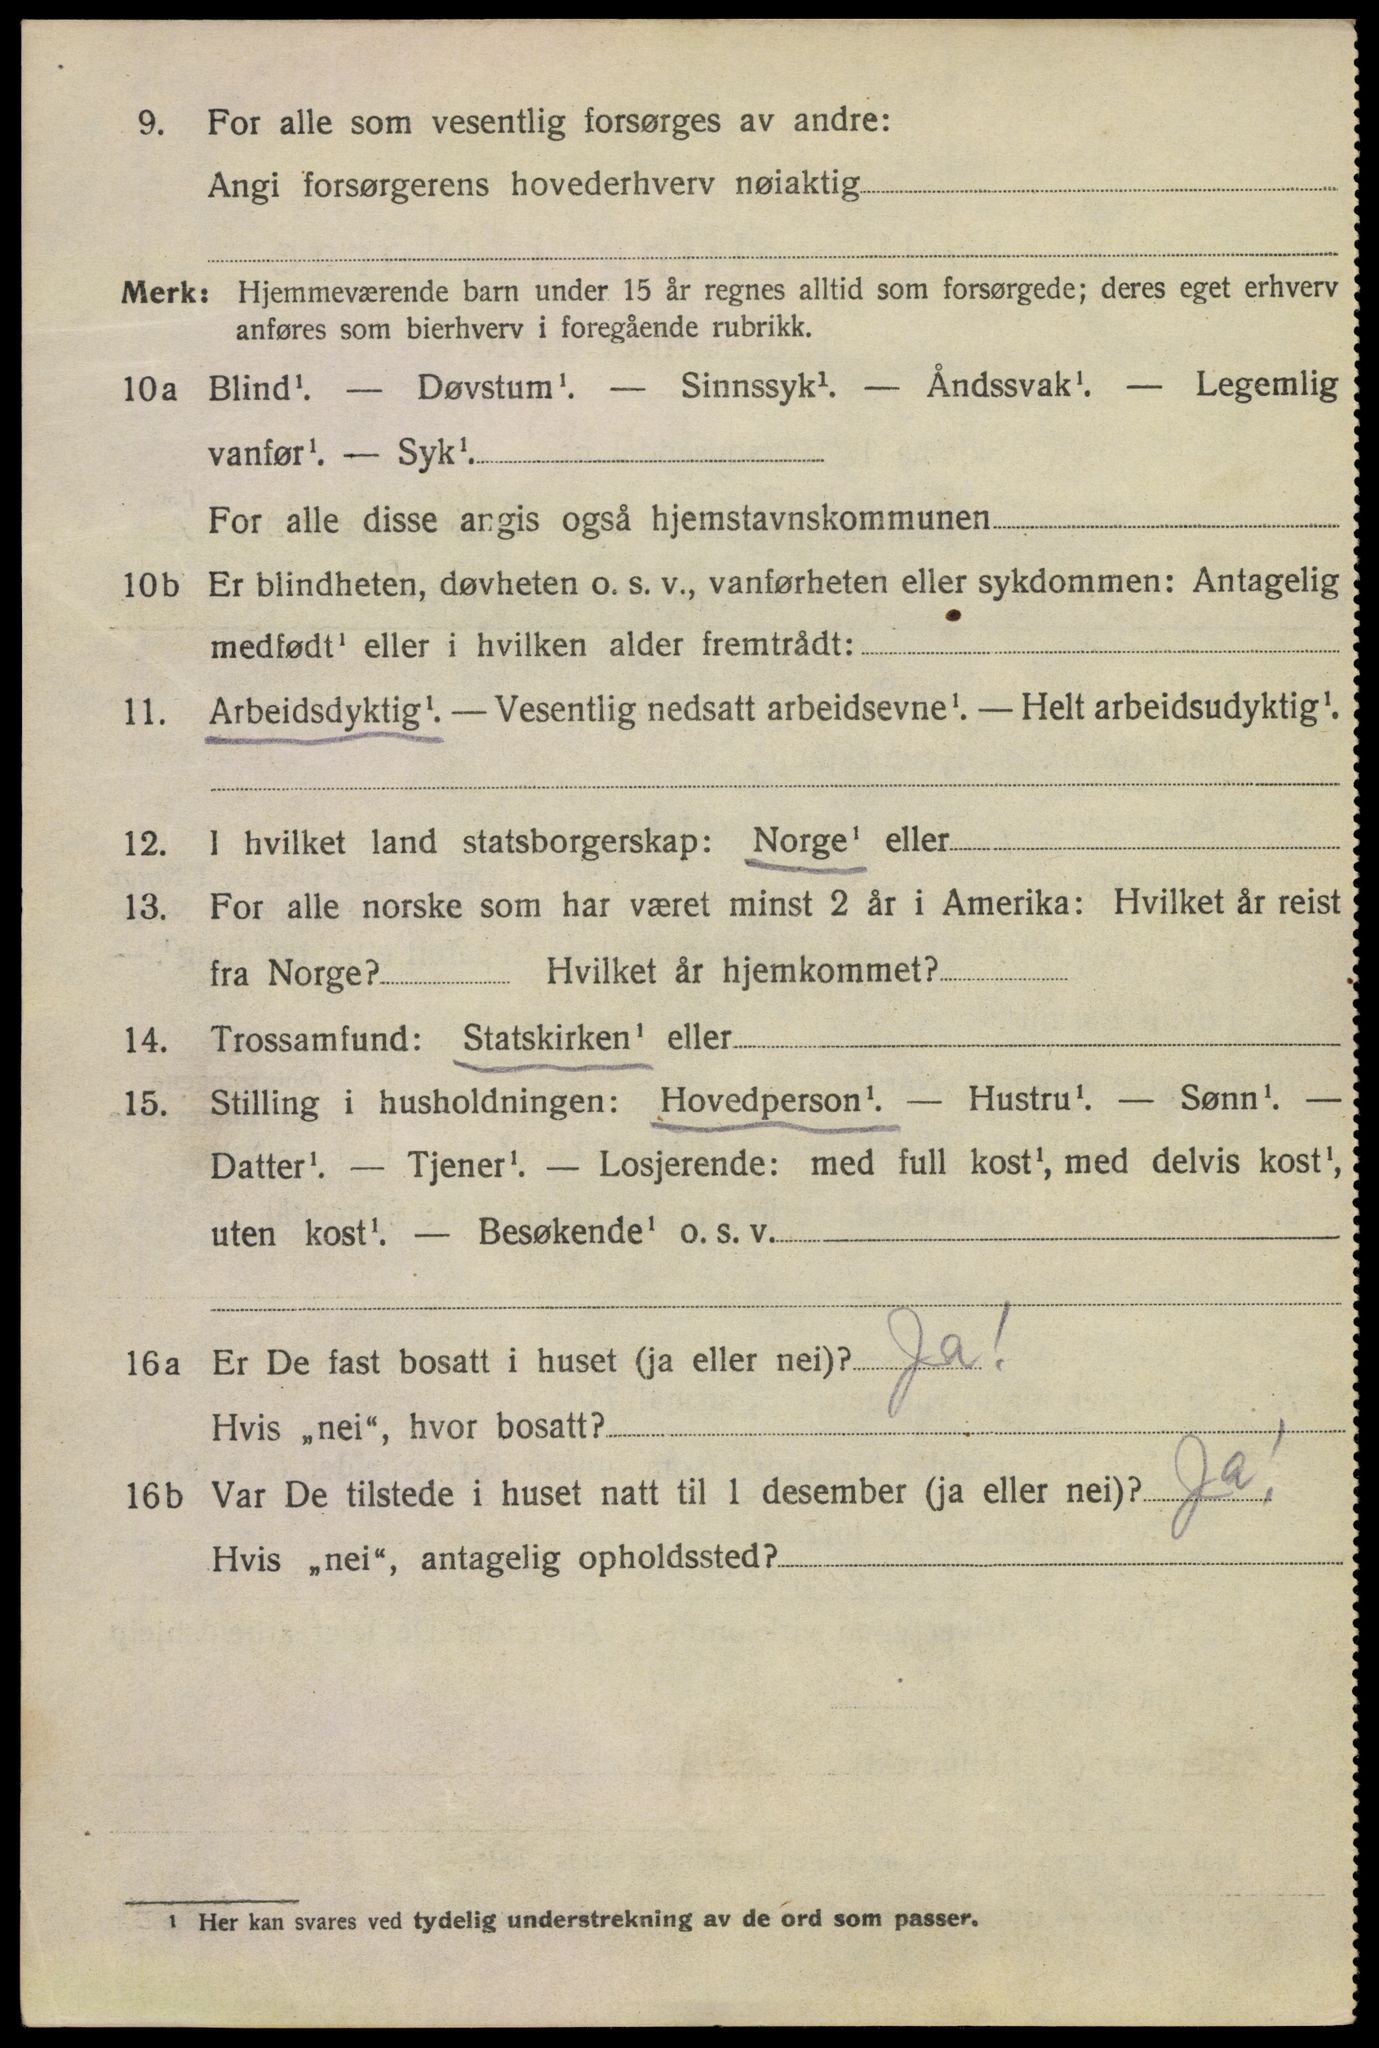 9. For alle som vesentlig forsørges av andre:
Angi forsørgerens hovederhverv nøiaktig
Merk: Hjemmeværende barn under 15 år regnes alltid som forsørgede; deres eget erhverv
anføres som bierhverv i foregående rubrikk.
10a Blind¹. — Døvstum¹. — Sinnssyk¹. — Åndssvak¹. — Legemlig
vanfør¹. — Syk¹.
For alle disse angis også hjemstavnskommunen
10b Er blindheten, døvheten o. s. v., vanførheten eller sykdommen: Antagelig
medfødt¹ eller i hvilken alder fremtrådt:
11. Arbeidsdyktig¹. — Vesentlig nedsatt arbeidsevne¹. — Helt arbeidsudyktig¹.
12. I hvilket land statsborgerskap: Norge¹ eller
13. For alle norske som har været minst 2 år i Amerika: Hvilket år reist
fra Norge? Hvilket år hjemkommet?
14. Trossamfund: Statskirken¹ eller
15. Stilling i husholdningen: Hovedperson¹. — Hustru¹. — Sønn¹. —
Datter¹. — Tjener¹. — Losjerende: med full kost¹, med delvis kost¹,
uten kost¹. — Besøkende¹ o. s. v.
16a Er De fast bosatt i huset (ja eller nei)? Ja!
Hvis „nei“, hvor bosatt?
16b Var De tilstede i huset natt til 1 desember (ja eller nei)? Ja!
Hvis „nei“, antagelig opholdssted?
¹ Her kan svares ved tydelig understrekning av de ord som passer.